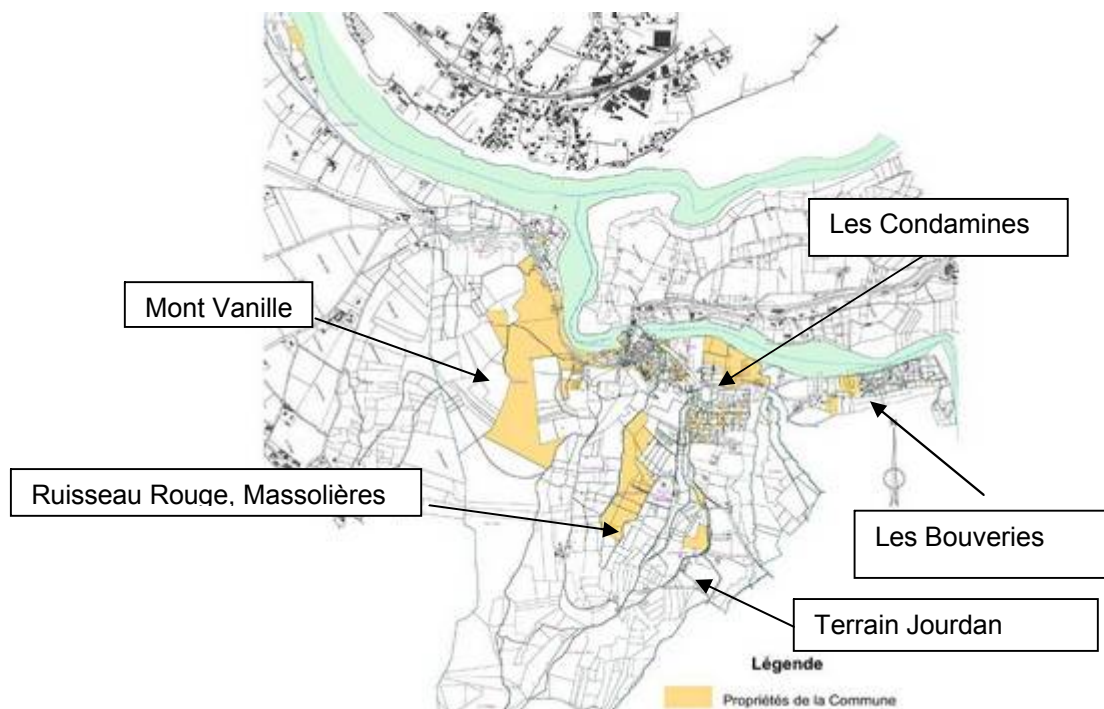 Les Condamines
Mont Vanille
Ruisseau Rouge, Massolières
Les Bouveries
Terrain Jourdan
Légende
Propriétés de la Commune